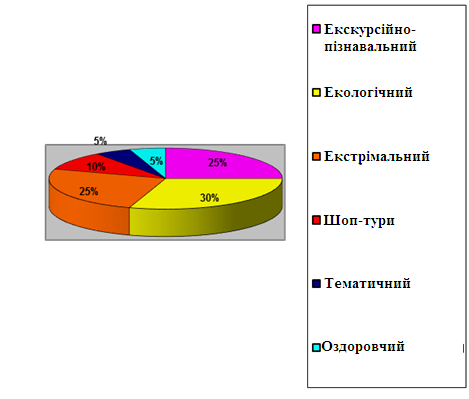 Екскурсійно-
пізнавальний
Екологічний
Екстрімальний
Шоп-тури
Тематичний
Оздоровчий
5%
5%
25%
10%
25%
30%